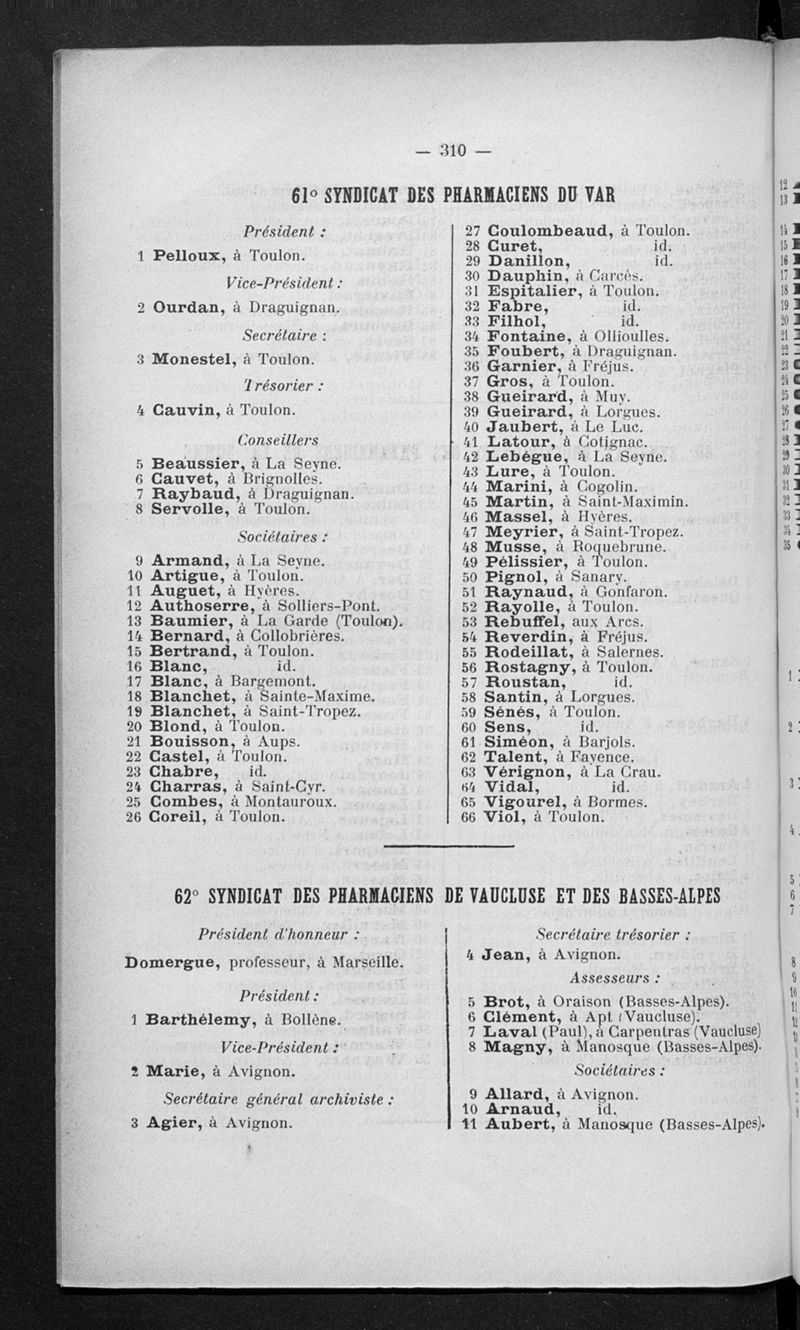 — 310 —
61° SYNDICAT DES PHARMACIENS DU VAR
Président :
1 Pelloux, à Toulon.
Vice-Président :
2 Ourdan, à Draguignan.
Secrétaire :
3 Monestel, à Toulon.
Trésorier :
4 Cauvin, à Toulon.
Conseillers
5 Beaussier, à La Seyne.
6 Cauvet, à Brignolles.
7 Raybaud, à Draguignan.
8 Servolle, à Toulon.
Sociétaires :
9 Armand, à La Seyne.
10 Artigue, à Toulon.
11 Auguet, à Hyères.
12 Authoserre, à Solliers-Pont.
13 Baumier, à La Garde (Toulon).
14 Bernard, à Collobrières.
15 Bertrand, à Toulon.
16 Blanc, id.
17 Blanc, à Bargemont.
18 Blanchet, à Sainte-Maxime.
19 Blanchet, à Saint-Tropez.
20 Blond, à Toulon.
21 Bouisson, à Aups.
22 Castel, à Toulon.
23 Chabre, id.
24 Charras, à Saint-Cyr.
25 Combes, à Montauroux.
26 Coreil, à Toulon.
27 Coulombeaud, à Toulon.
28 Curet, id.
29 Danillon, id.
30 Dauphin, à Carcès.
31 Espitalier, à Toulon.
32 Fabre, id.
33 Filhol, id.
34 Fontaine, à Ollioulles.
35 Foubert, à Draguignan.
36 Garnier, à Fréjus.
37 Gros, à Toulon.
38 Gueirard, à Muy.
39 Gueirard, à Lorgues.
40 Jaubert, à Le Luc.
41 Latour, à Cotignac.
42 Lebégue, à La Seyne.
43 Lure, à Toulon.
44 Marini, à Cogolin.
45 Martin, à Saint-Maximin.
46 Massel, à Hyères.
47 Meyrier, à Saint-Tropez.
48 Musse, à Roquebrune.
49 Pélissier, à Toulon.
50 Pignol, à Sanary.
51 Raynaud, à Gonfaron.
52 Rayolle, à Toulon.
53 Rebuffel, aux Arcs.
54 Reverdin, à Fréjus.
55 Rodeillat, à Salernes.
56 Rostagny, à Toulon.
57 Roustan, id.
58 Santin, à Lorgues.
59 Sénés, à Toulon.
60 Sens, id.
61 Siméon, à Barjols.
62 Talent, à Fayence.
63 Vérignon, à La Crau.
64 Vidal, id.
65 Vigourel, à Bormes.
66 Viol, à Toulon.
62° SYNDICAT DES PHARMACIENS DE VAUCLUSE ET DES BASSES-ALPES
Président d'honneur :
Domergue, professeur, à Marseille.
Président :
1 Barthélemy, à Bollène.
Vice-Président :
2 Marie, à Avignon.
Secrétaire général archiviste :
3 Agier, à Avignon.
Secrétaire trésorier :
4 Jean, à Avignon.
Assesseurs :
5 Brot, à Oraison (Basses-Alpes).
6 Clément, à Apt (Vaucluse).
7 Laval (Paul), à Carpentras (Vaucluse)
8 Magny, à Manosque (Basses-Alpes).
Sociétaires :
9 Allard, à Avignon.
10 Arnaud, id.
11 Aubert, à Manosque (Basses-Alpes).